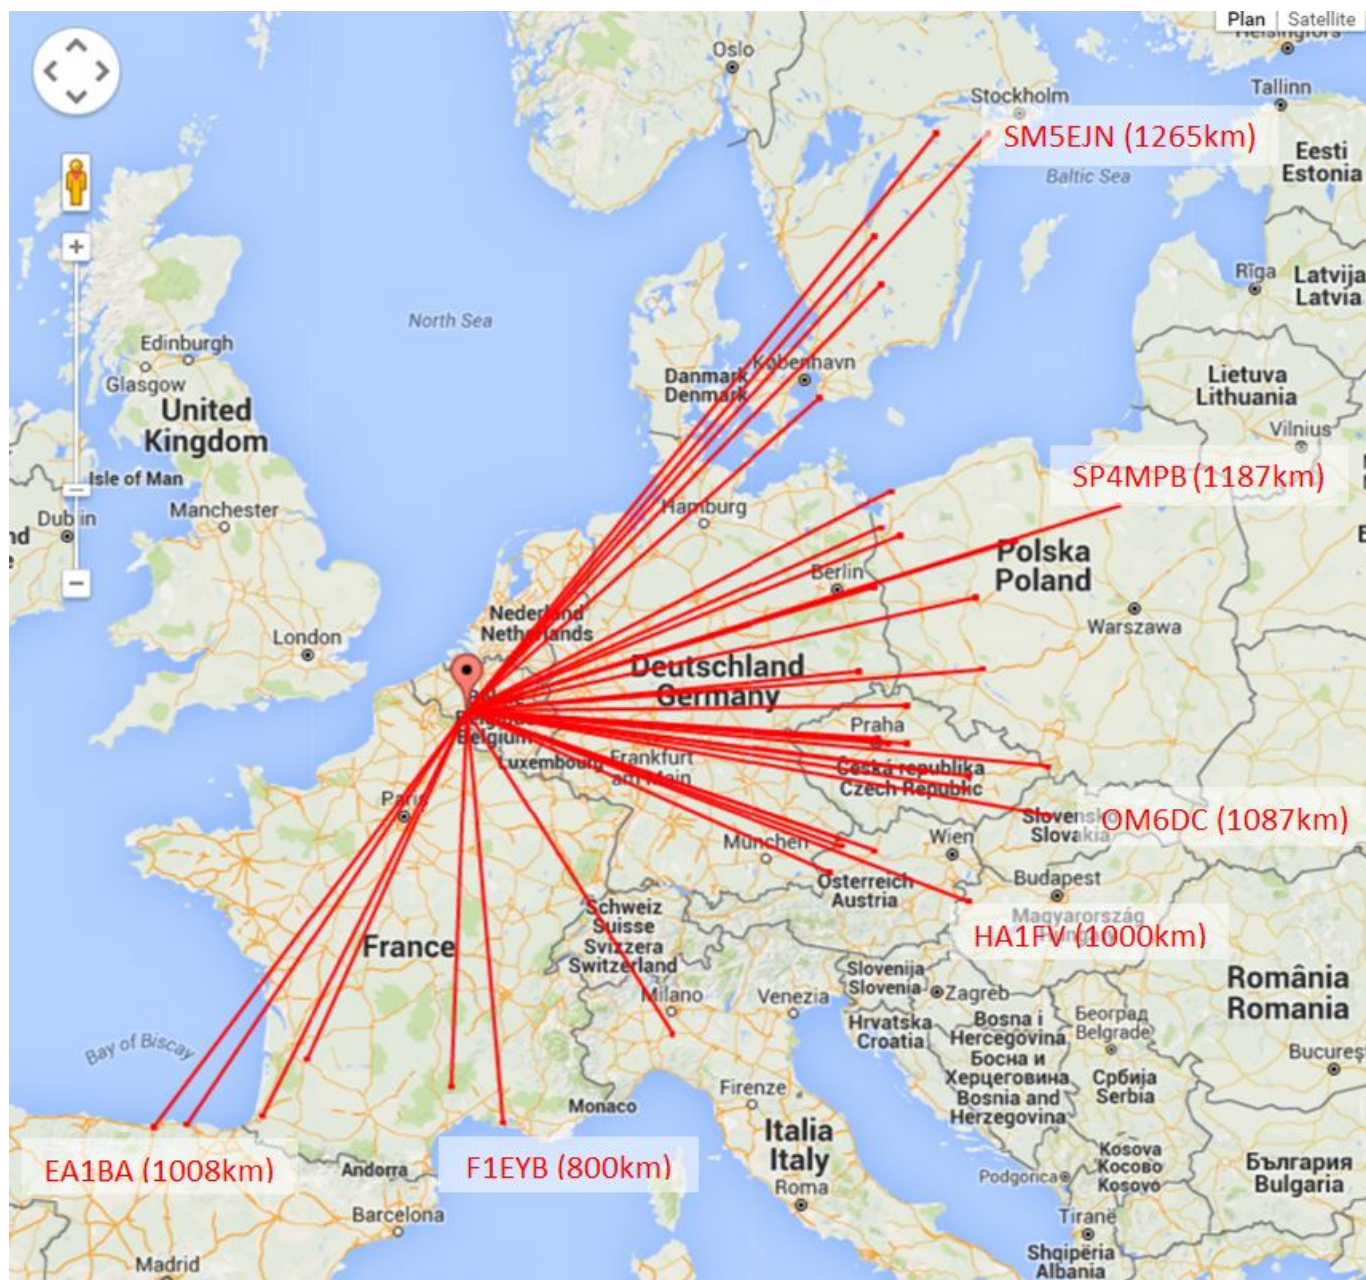 Plan
Satellite
Helsingfors
Oslo
Tallinn
Stockholm
SM5EJN (1265km)
Eesti
Estonia
Baltic Sea
Rīga
Latvija
Latvia
North Sea
Edinburgh
Glasgow
København
Danmark
Denmark
Lietuva
Lithuania
United
Kingdom
Vilnius
Isle of Man
SP4MPB (1187km)
Manchester
Hamburg
Dublin
nd
Polska
Poland
Berlin
Nederland
Netherlands
London
Warszawa
Deutschland
Germany
Belgium
Praha
Luxembourg
Frankfurt
am Main
Česká republika
Czech Republic
Paris
Slovensko
Slovakia
OM6DC (1087km)
München
Wien
Österreich
Austria
Budapest
Magyarország
HA1FV (1000km)
Schweiz
Suisse
Svizzera
Switzerland
France
Slovenija
Slovenia
Zagreb
România
Romania
Milano
Venezia
Hrvatska
Croatia
Bosna i
Hercegovina
Босна и
Херцеговина
Bosnia and
Herzegovina
Београд
Belgrade
Bay of Biscay
București
Србија
Serbia
Firenze
Monaco
Italia
Italy
EA1BA (1008km)
Andorra
F1EYB (800km)
Kosova
Косово
Kosovo
Podgorica
България
Bulgaria
Roma
Barcelona
Tiranë
Madrid
Shqipëria
Albania